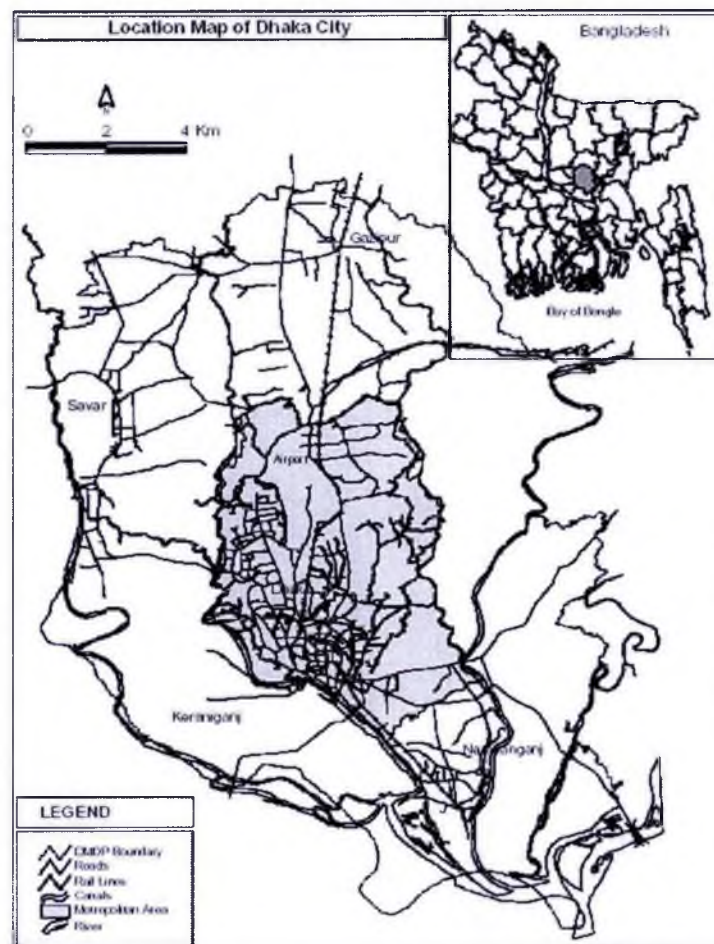 Location Map of Dhaka City
Bangladesh
0 2 4 Km
Gazipur
Bay of Bengle
Savar
Airport
Keraniganj
LEGEND
DMDP Boundary
Roads
Rail Lines
Canals
Metropolitan Area
River